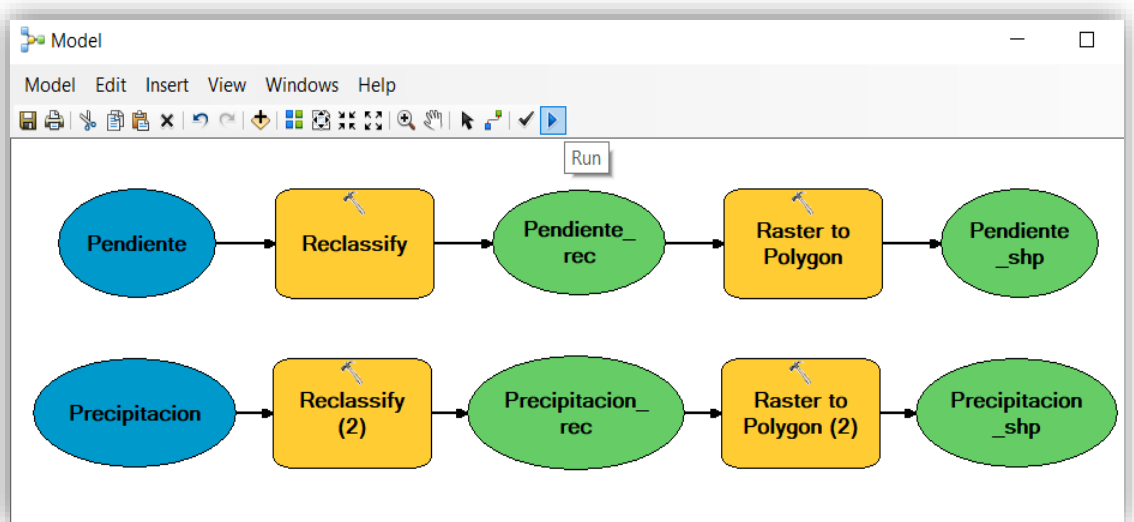 Model
Model Edit Insert View Windows Help
Run
Pendiente
Reclassify
Pendiente_
rec
Raster to
Polygon
Pendiente
_shp
Precipitacion
Reclassify
(2)
Precipitacion_
rec
Raster to
Polygon (2)
Precipitacion
_shp